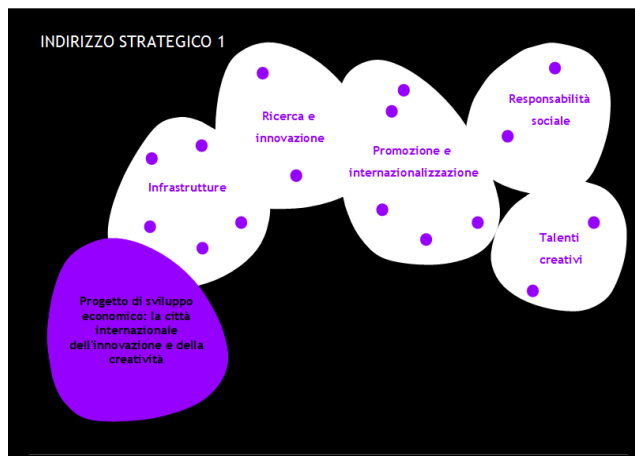 INDIRIZZO STRATEGICO 1
Ricerca e
innovazione
Responsabilità
sociale
Promozione e
internazionalizzazione
Infrastrutture
Talenti
creativi
Progetto di sviluppo
economico: la città
internazionale
dell'innovazione e della
creatività